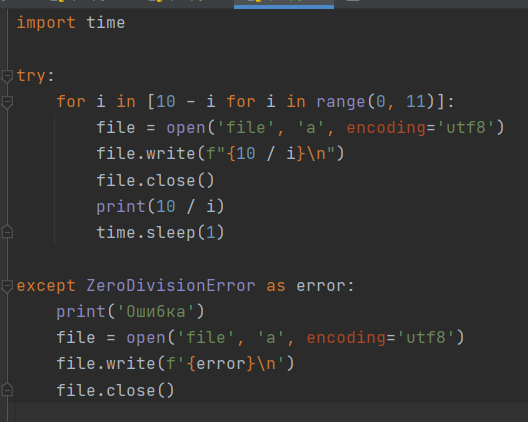 import time

try:
    for i in [10 - i for i in range(0, 11)]:
        file = open('file', 'a', encoding='utf8')
        file.write(f"{10 / i}\n")
        file.close()
        print(10 / i)
        time.sleep(1)

except ZeroDivisionError as error:
    print('Ошибка')
    file = open('file', 'a', encoding='utf8')
    file.write(f'{error}\n')
    file.close()